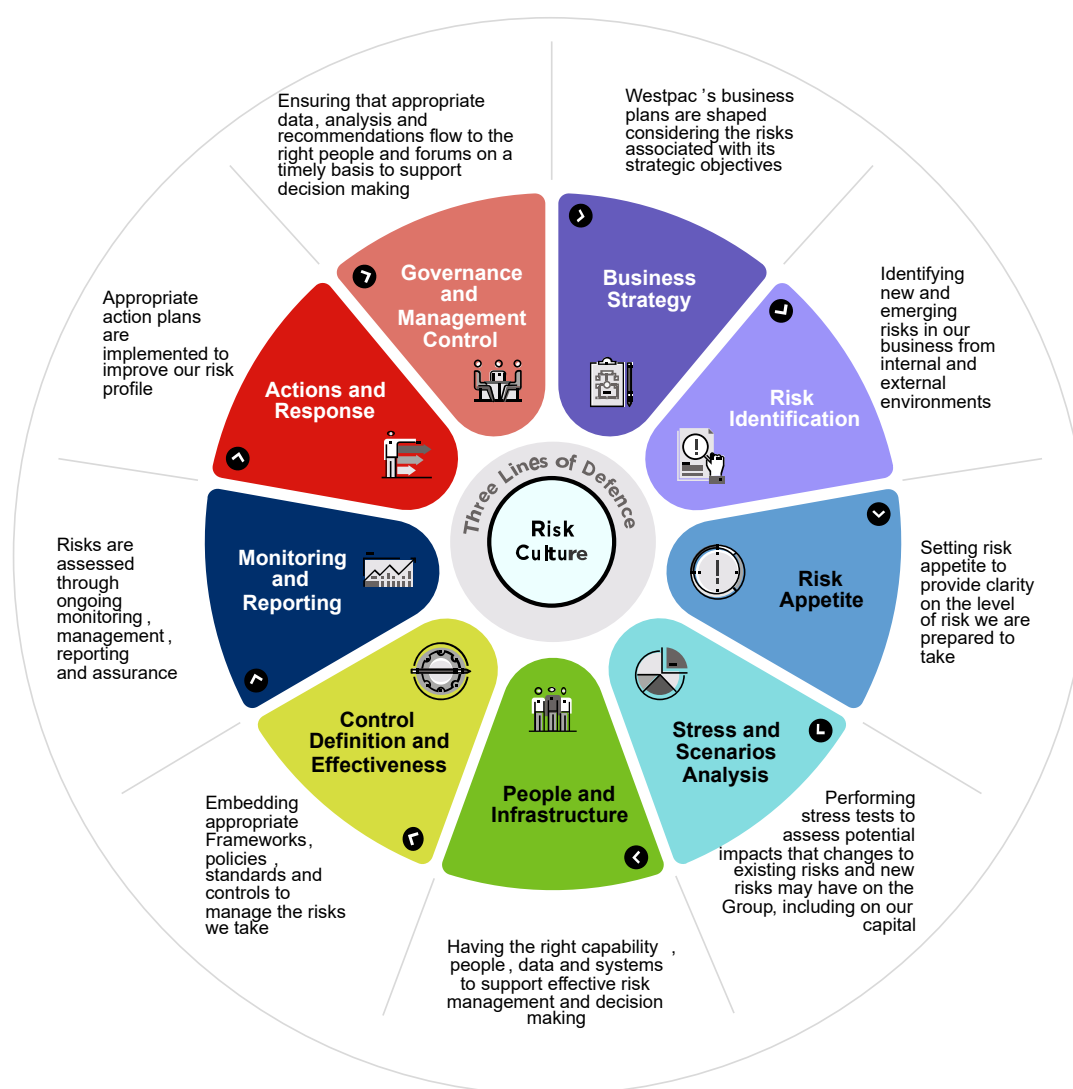 Ensuring that appropriate
data, analysis and
recommendations flow to the
right people and forums on a
timely basis to support
decision making
Westpac's business
plans are shaped
considering the risks
associated with its
strategic objectives
Governance
and
Management
Control
Business
Strategy
Identifying
new and
emerging
risks in our
business from
internal and
external
environments
Appropriate
action plans
are
implemented to
improve our risk
profile
Actions and
Response
Risk
Identification
Three Lines of Defence
Risk
Culture
Risks are
assessed
through
ongoing
monitoring,
management,
reporting
and assurance
Monitoring
and
Reporting
Risk
Appetite
Setting risk
appetite to
provide clarity
on the level
of risk we are
prepared to
take
Control
Definition and
Effectiveness
Stress and
Scenarios
Analysis
People and
Infrastructure
Embedding
appropriate
Frameworks,
policies,
standards and
controls to
manage the risks
we take
Performing
stress tests to
assess potential
impacts that changes to
existing risks and new
risks may have on the
Group, including on our
capital
Having the right capability,
people, data and systems
to support effective risk
management and decision
making